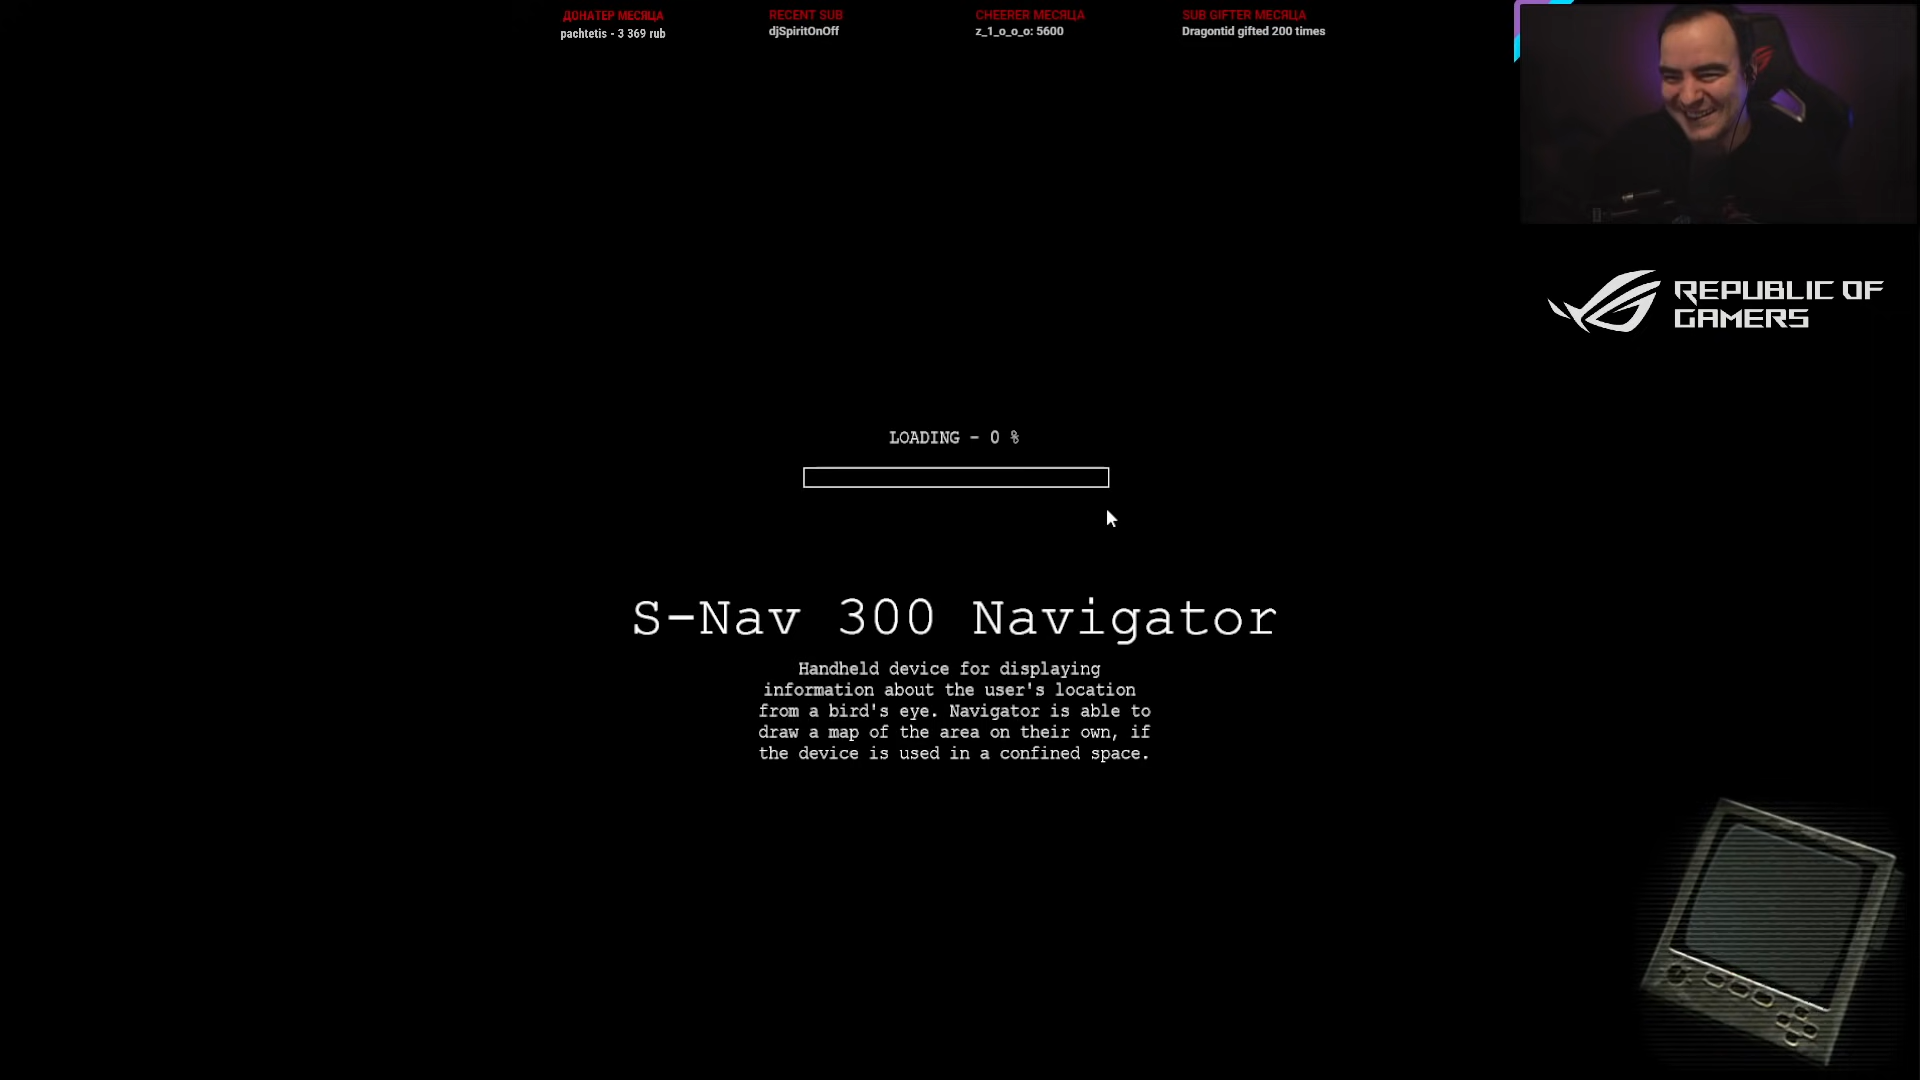 ДОНАТЕР МЕСЯЦА
pachtetis - 3 369 rub
RECENT SUB
djSpiritOnOff
CHEERER МЕСЯЦА
z_1_o_o_o: 5600
SUB GIFTER МЕСЯЦА
Dragontid gifted 200 times
REPUBLIC OF
GAMERS
LOADING - 0 %
S-Nav 300 Navigator
Handheld device for displaying
information about the user's location
from a bird's eye. Navigator is able to
draw a map of the area on their own, if
the device is used in a confined space.